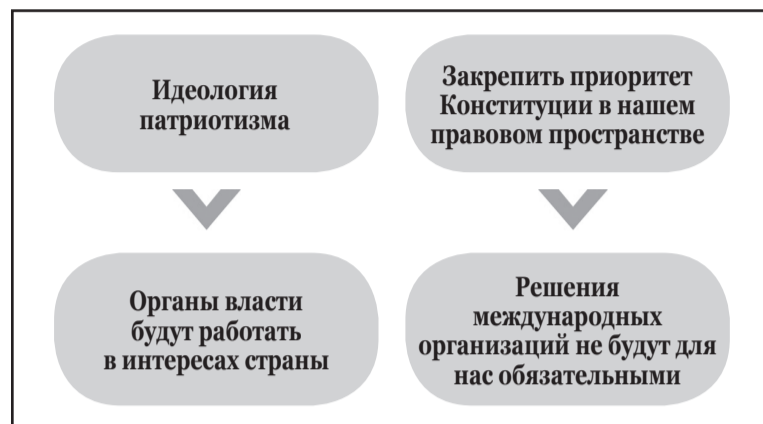 Идеология
патриотизма
Закрепить приоритет
Конституции в нашем
правовом пространстве
Органы власти
будут работать
в интересах страны
Решения
международных
организаций не будут для
нас обязательными